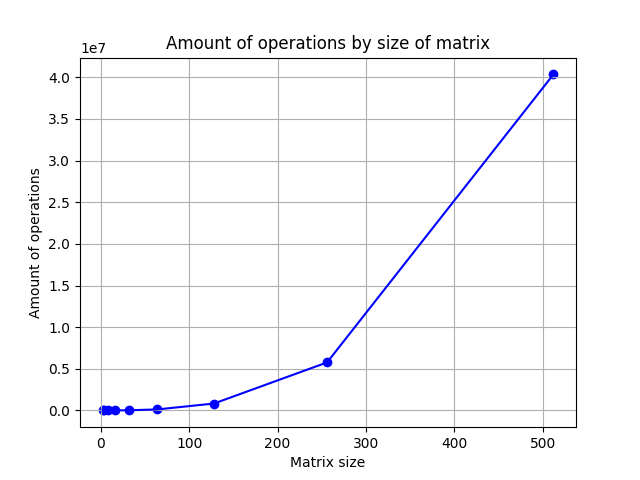 Amount of operations by size of matrix
1e7
4.0
3.5
3.0
2.5
2.0
1.5
1.0
0.5
0.0
Amount of operations
0 100 200 300 400 500
Matrix size